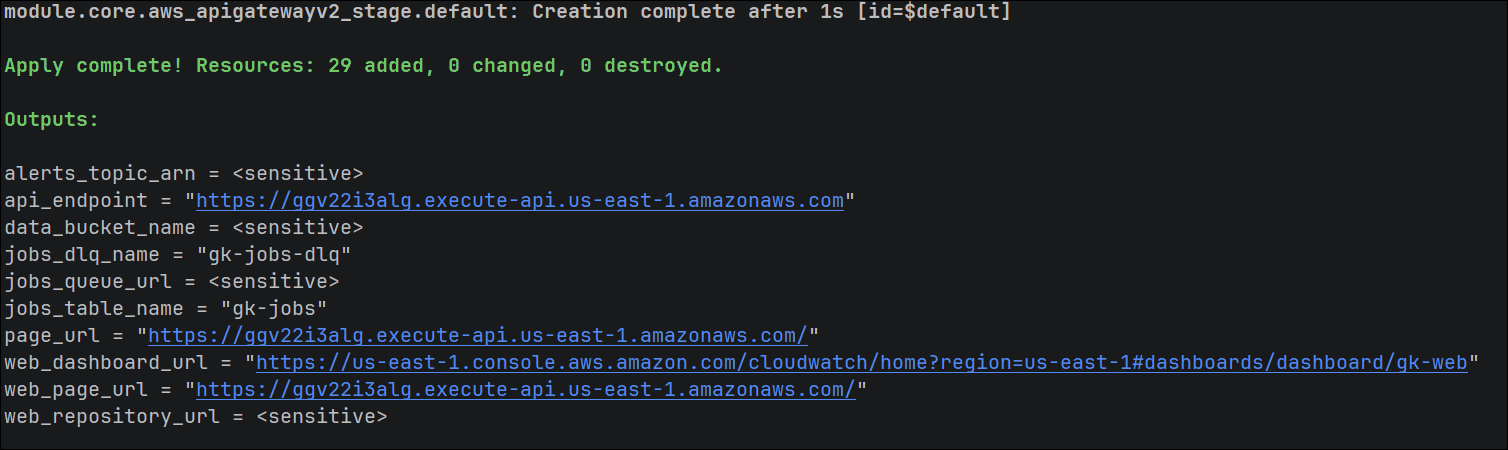 module.core.aws_apigatewayv2_stage.default: Creation complete after 1s [id=$default]
Apply complete! Resources: 29 added, 0 changed, 0 destroyed.
Outputs:
alerts_topic_arn = <sensitive>
api_endpoint = "https://ggv22i3alg.execute-api.us-east-1.amazonaws.com"
data_bucket_name = <sensitive>
jobs_dlq_name = "gk-jobs-dlq"
jobs_queue_url = <sensitive>
jobs_table_name = "gk-jobs"
page_url = "https://ggv22i3alg.execute-api.us-east-1.amazonaws.com/"
web_dashboard_url = "https://us-east-1.console.aws.amazon.com/cloudwatch/home?region=us-east-1#dashboards/dashboard/gk-web"
web_page_url = "https://ggv22i3alg.execute-api.us-east-1.amazonaws.com/"
web_repository_url = <sensitive>